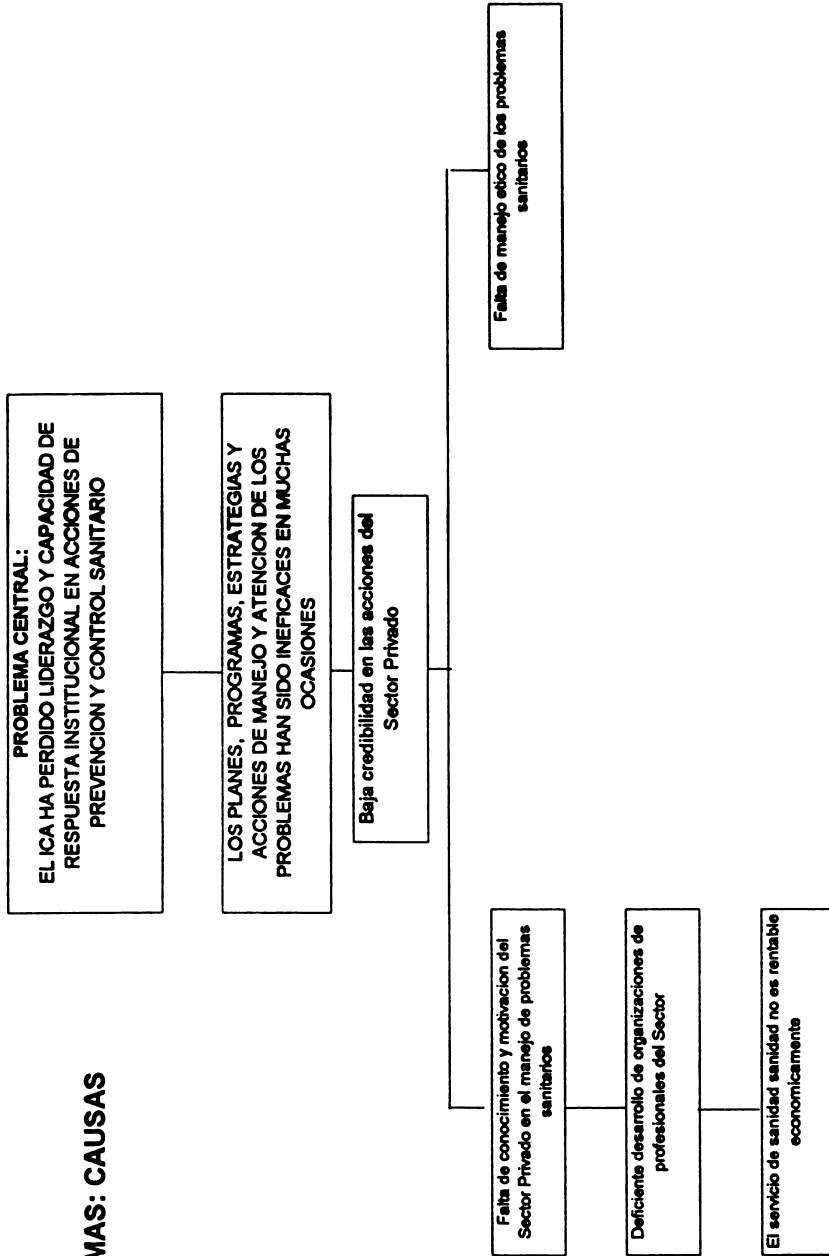 MAS: CAUSAS
PROBLEMA CENTRAL:
EL ICA HA PERDIDO LIDERAZGO Y CAPACIDAD DE
RESPUESTA INSTITUCIONAL EN ACCIONES DE
PREVENCION Y CONTROL SANITARIO
LOS PLANES, PROGRAMAS, ESTRATEGIAS Y
ACCIONES DE MANEJO Y ATENCION DE LOS
PROBLEMAS HAN SIDO INEFICACES EN MUCHAS
OCASIONES
Baja credibilidad en las acciones del
Sector Privado
Falta de conocimiento y motivacion del
Sector Privado en el manejo de problemas
sanitarios
Deficiente desarrollo de organizaciones de
profesionales del Sector
El servicio de sanidad sanidad no es rentable
economicamente
Falta de manejo etico de los problemas
sanitarios